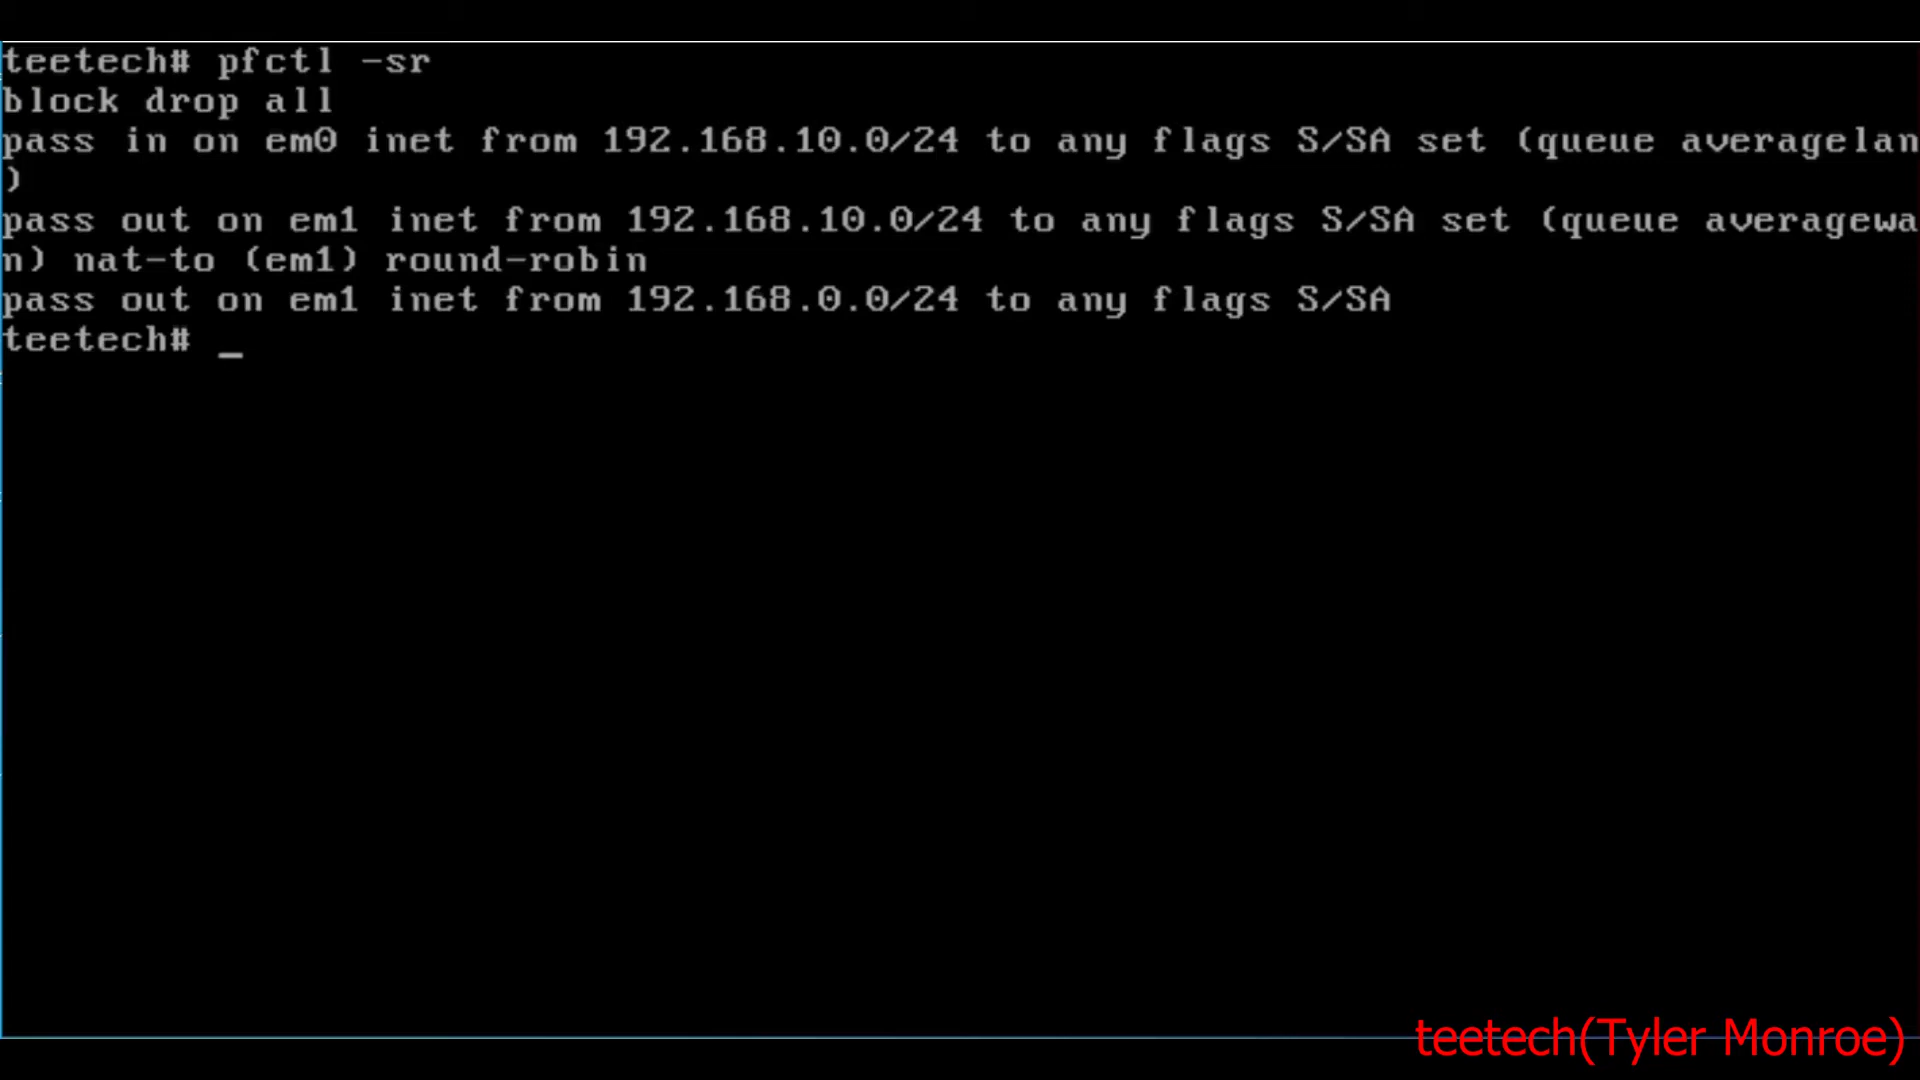 teetech# pfctl -sr
block drop all
pass in on em0 inet from 192.168.10.0/24 to any flags S/SA set (queue averagelan
)
pass out on em1 inet from 192.168.10.0/24 to any flags S/SA set (queue averagewa
n) nat-to (em1) round-robin
pass out on em1 inet from 192.168.0.0/24 to any flags S/SA
teetech# _
teetech(Tyler Monroe)